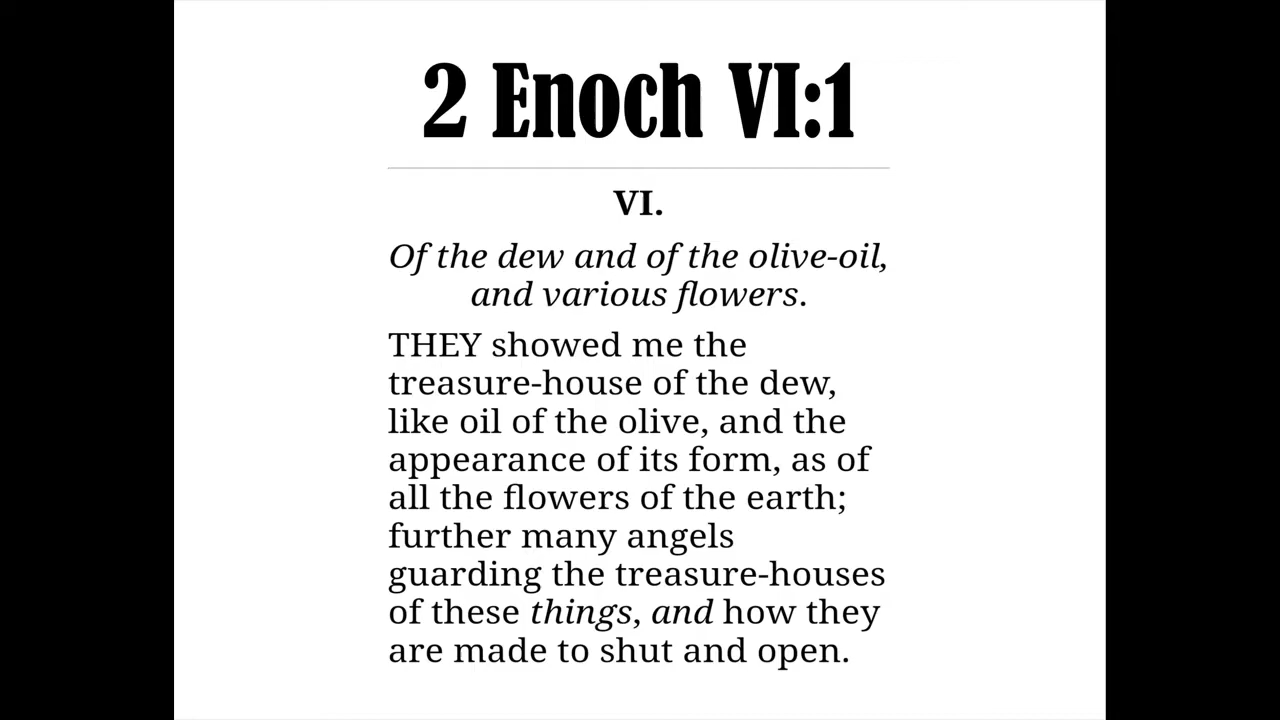 2 Enoch VI:1
VI.
Of the dew and of the olive-oil,
and various flowers.
THEY showed me the
treasure-house of the dew,
like oil of the olive, and the
appearance of its form, as of
all the flowers of the earth;
further many angels
guarding the treasure-houses
of these things, and how they
are made to shut and open.